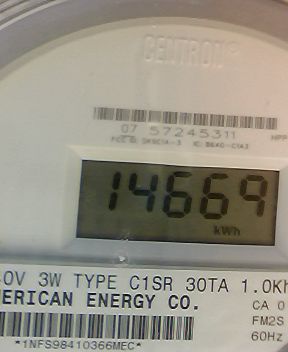 CENTRON®
07 57245311
14669
kWh
0V 3W TYPE C1SR 30TA 1.0Kh
ERICAN ENERGY CO.
CA 0
FM2S
60Hz
*1NFS98410366MEC*